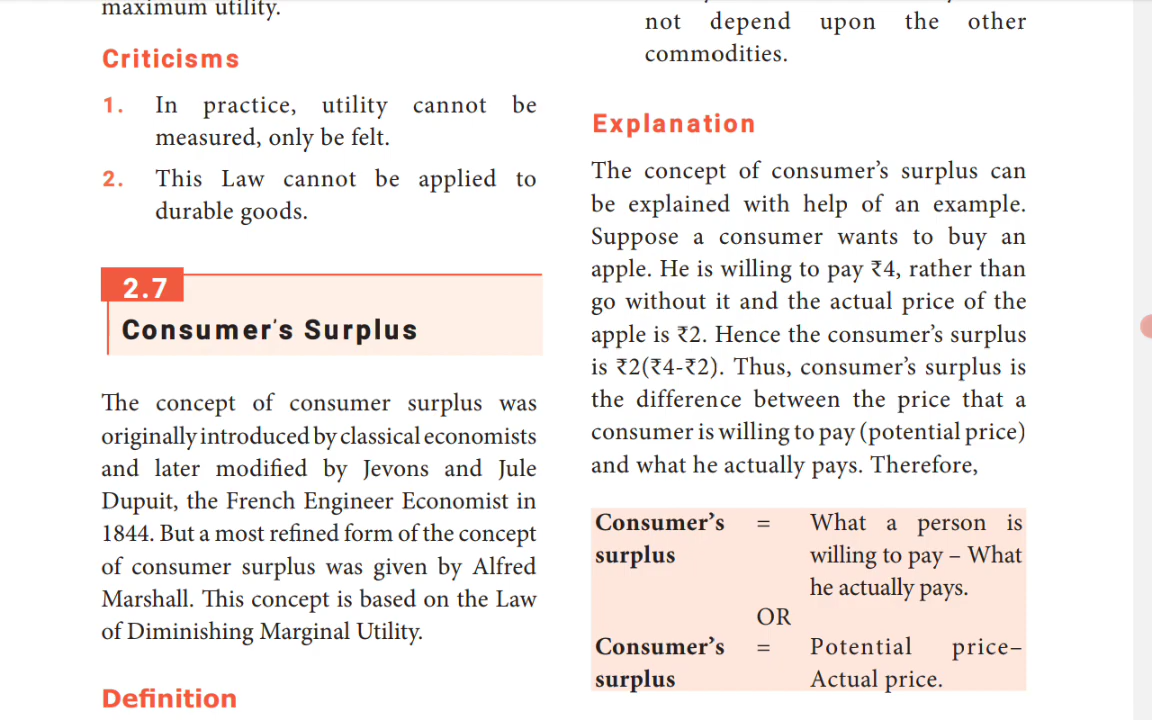 maximum utility.
Criticisms
1. In practice, utility cannot be
measured, only be felt.
2. This Law cannot be applied to
durable goods.
2.7
Consumer's Surplus
The concept of consumer surplus was
originally introduced by classical economists
and later modified by Jevons and Jule
Dupuit, the French Engineer Economist in
1844. But a most refined form of the concept
of consumer surplus was given by Alfred
Marshall. This concept is based on the Law
of Diminishing Marginal Utility.
Definition
not depend upon the other
commodities.
Explanation
The concept of consumer’s surplus can
be explained with help of an example.
Suppose a consumer wants to buy an
apple. He is willing to pay ₹4, rather than
go without it and the actual price of the
apple is ₹2. Hence the consumer’s surplus
is ₹2(₹4-₹2). Thus, consumer’s surplus is
the difference between the price that a
consumer is willing to pay (potential price)
and what he actually pays. Therefore,
Consumer’s = What a person is
surplus willing to pay – What
he actually pays.
OR
Consumer’s = Potential price–
surplus Actual price.